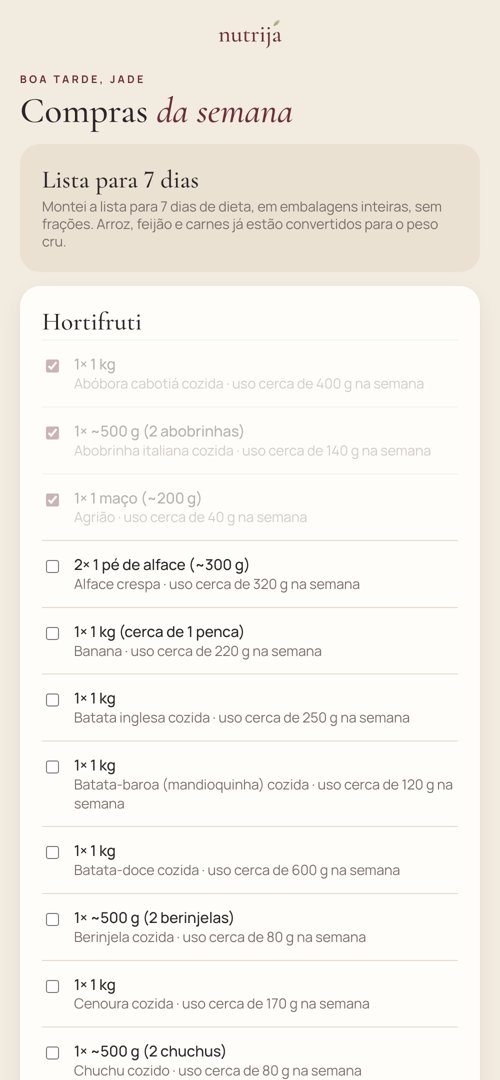 nutrijá
BOA TARDE, JADE
Compras da semana
Lista para 7 dias
Montei a lista para 7 dias de dieta, em embalagens inteiras, sem
frações. Arroz, feijão e carnes já estão convertidos para o peso
cru.
Hortifruti
1× 1 kg
Abóbora cabotiá cozida · uso cerca de 400 g na semana
1× ~500 g (2 abobrinhas)
Abobrinha italiana cozida · uso cerca de 140 g na semana
1× 1 maço (~200 g)
Agrião · uso cerca de 40 g na semana
2× 1 pé de alface (~300 g)
Alface crespa · uso cerca de 320 g na semana
1× 1 kg (cerca de 1 penca)
Banana · uso cerca de 220 g na semana
1× 1 kg
Batata inglesa cozida · uso cerca de 250 g na semana
1× 1 kg
Batata-baroa (mandioquinha) cozida · uso cerca de 120 g na
semana
1× 1 kg
Batata-doce cozida · uso cerca de 600 g na semana
1× ~500 g (2 berinjelas)
Berinjela cozida · uso cerca de 80 g na semana
1× 1 kg
Cenoura cozida · uso cerca de 170 g na semana
1× ~500 g (2 chuchus)
Chuchu cozido · uso cerca de 80 g na semana